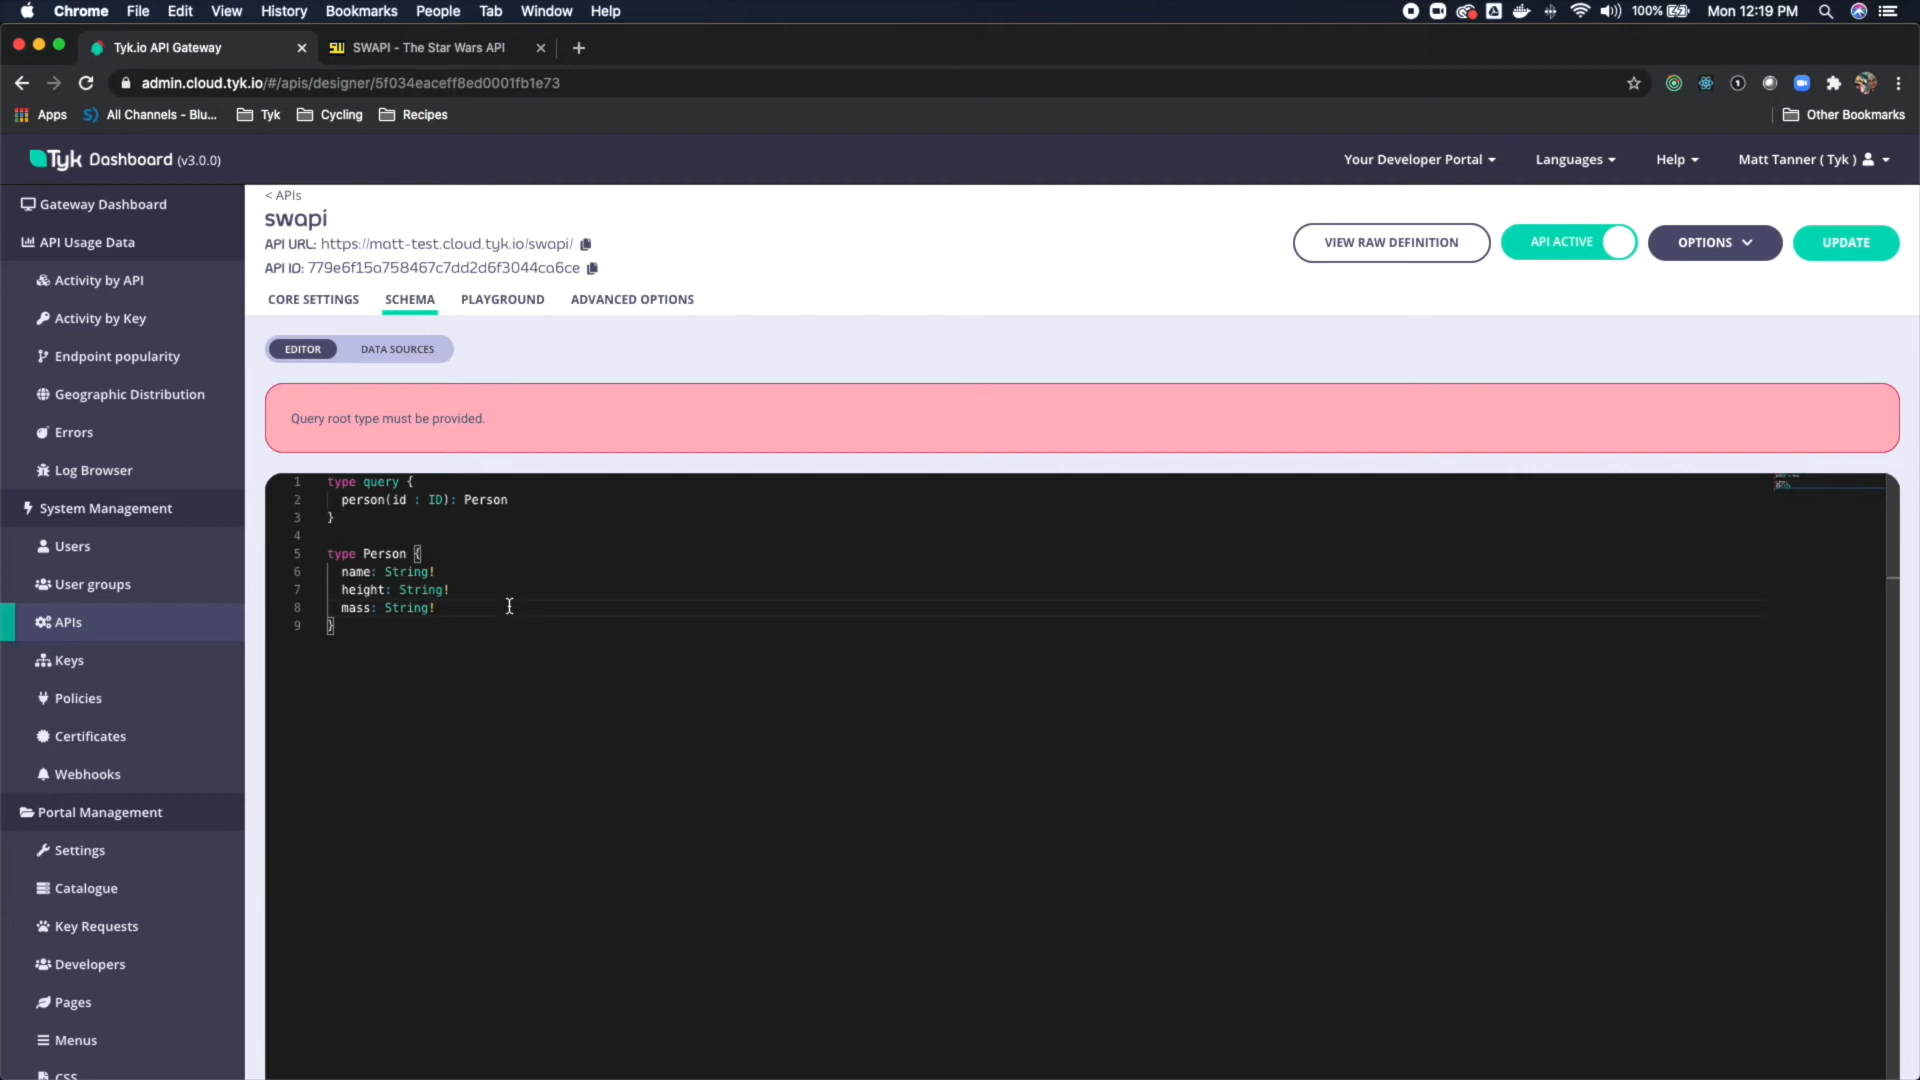 Chrome File Edit View History Bookmarks People Tab Window Help
100% Mon 12:19 PM
Tyk.io API Gateway
SWAPI - The Star Wars API
admin.cloud.tyk.io/#/apis/designer/5f034eaceff8ed0001fb1e73
Apps All Channels - Blu... Tyk Cycling Recipes Other Bookmarks
Tyk Dashboard (v3.0.0)
Your Developer Portal Languages Help Matt Tanner ( Tyk )
Gateway Dashboard
API Usage Data
Activity by API
Activity by Key
Endpoint popularity
Geographic Distribution
Errors
Log Browser
System Management
Users
User groups
APIs
Keys
Policies
Certificates
Webhooks
Portal Management
Settings
Catalogue
Key Requests
Developers
Pages
Menus
CSS
< APIs
swapi
API URL: https://matt-test.cloud.tyk.io/swapi/
API ID: 779e6f15a758467c7dd2d6f3044ca6ce
VIEW RAW DEFINITION API ACTIVE OPTIONS UPDATE
CORE SETTINGS SCHEMA PLAYGROUND ADVANCED OPTIONS
EDITOR DATA SOURCES
Query root type must be provided.
1 type query {
2 person(id : ID): Person
3 }
4
5 type Person {
6 name: String!
7 height: String!
8 mass: String!
9 }